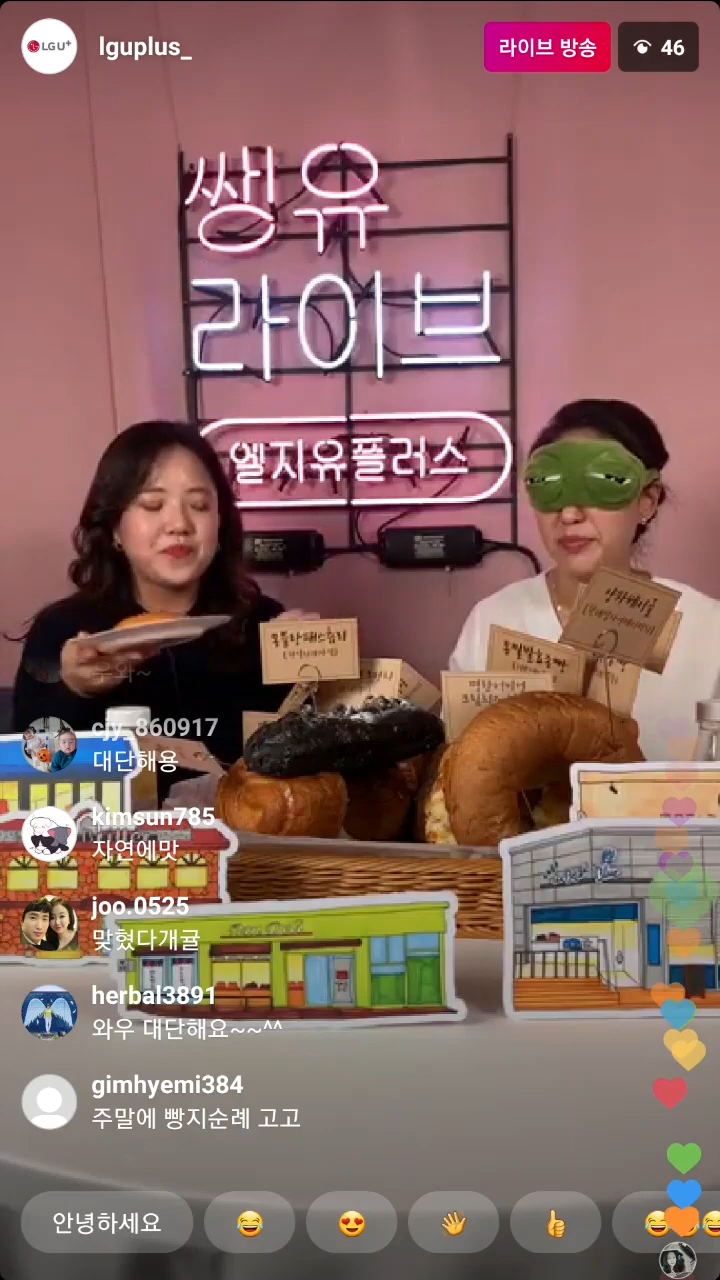 LG U+
lguplus_
라이브 방송
46
쌩유
라이브
엘지유플러스
cjy_860917
대단해용
kimsun785
자연에맛
joo.0525
맞혔다개귤
herbal3891
와우 대단해요~~^^
gimhyemi384
주말에 빵지순례 고고
안녕하세요